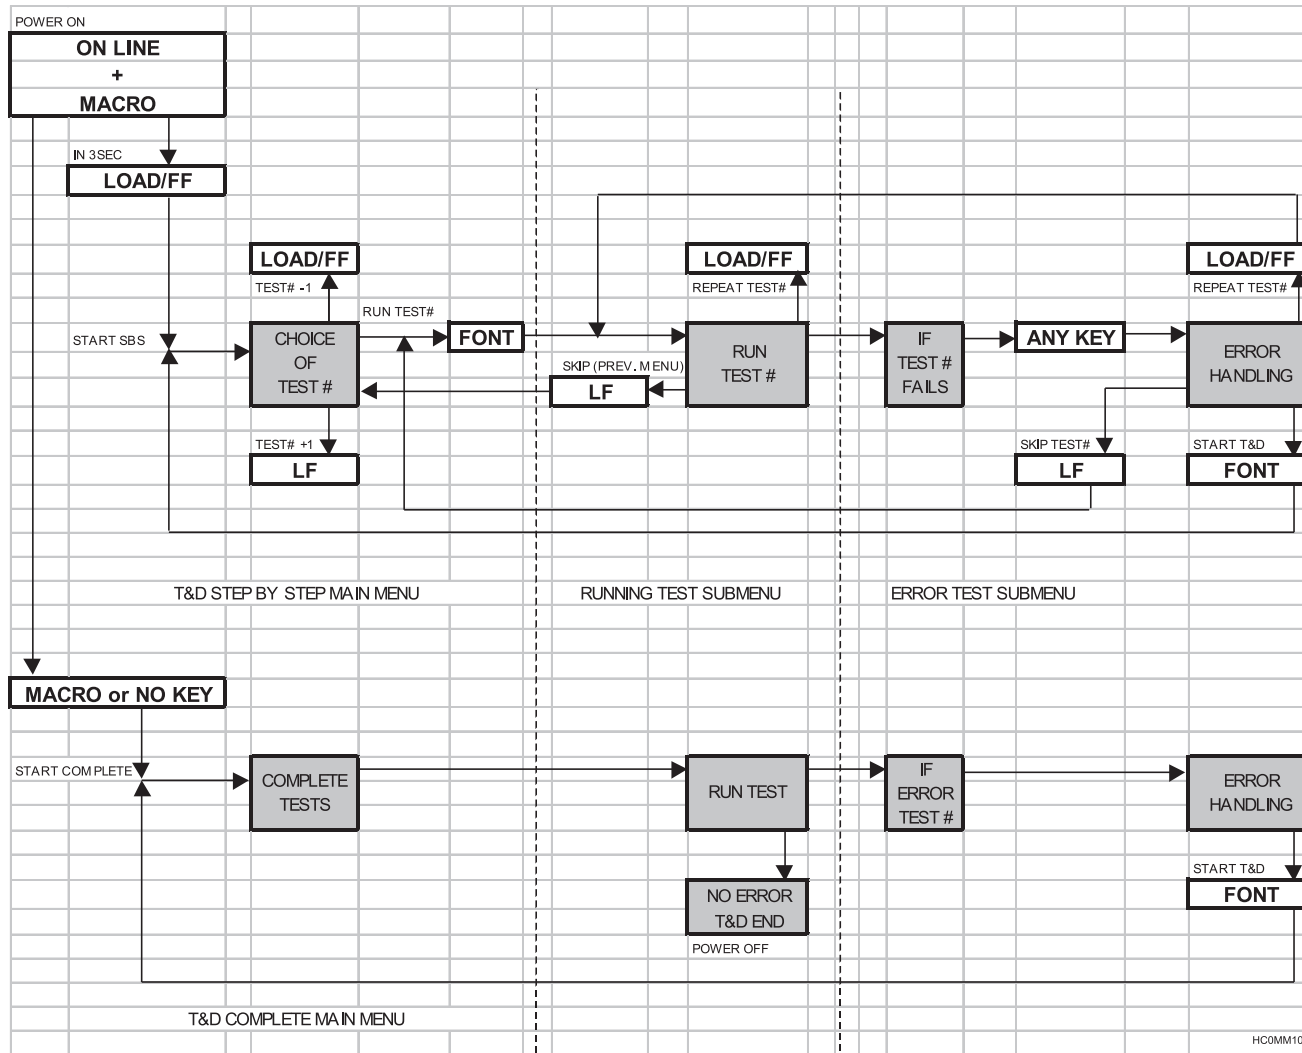 POWER ON
ON LINE
+
MACRO
IN 3SEC
LOAD/FF
LOAD/FF
TEST# -1
LOAD/FF
REPEAT TEST#
LOAD/FF
REPEAT TEST#
START SBS
CHOICE
OF
TEST #
RUN TEST#
FONT
SKIP (PREV. MENU)
LF
RUN
TEST #
IF
TEST #
FAILS
ANY KEY
ERROR
HANDLING
TEST# +1
LF
SKIP TEST#
LF
START T&D
FONT
T&D STEP BY STEP MAIN MENU
RUNNING TEST SUBMENU
ERROR TEST SUBMENU
MACRO or NO KEY
START COMPLETE
COMPLETE
TESTS
RUN TEST
IF
ERROR
TEST #
ERROR
HANDLING
NO ERROR
T&D END
POWER OFF
START T&D
FONT
T&D COMPLETE MAIN MENU
HC0MM10